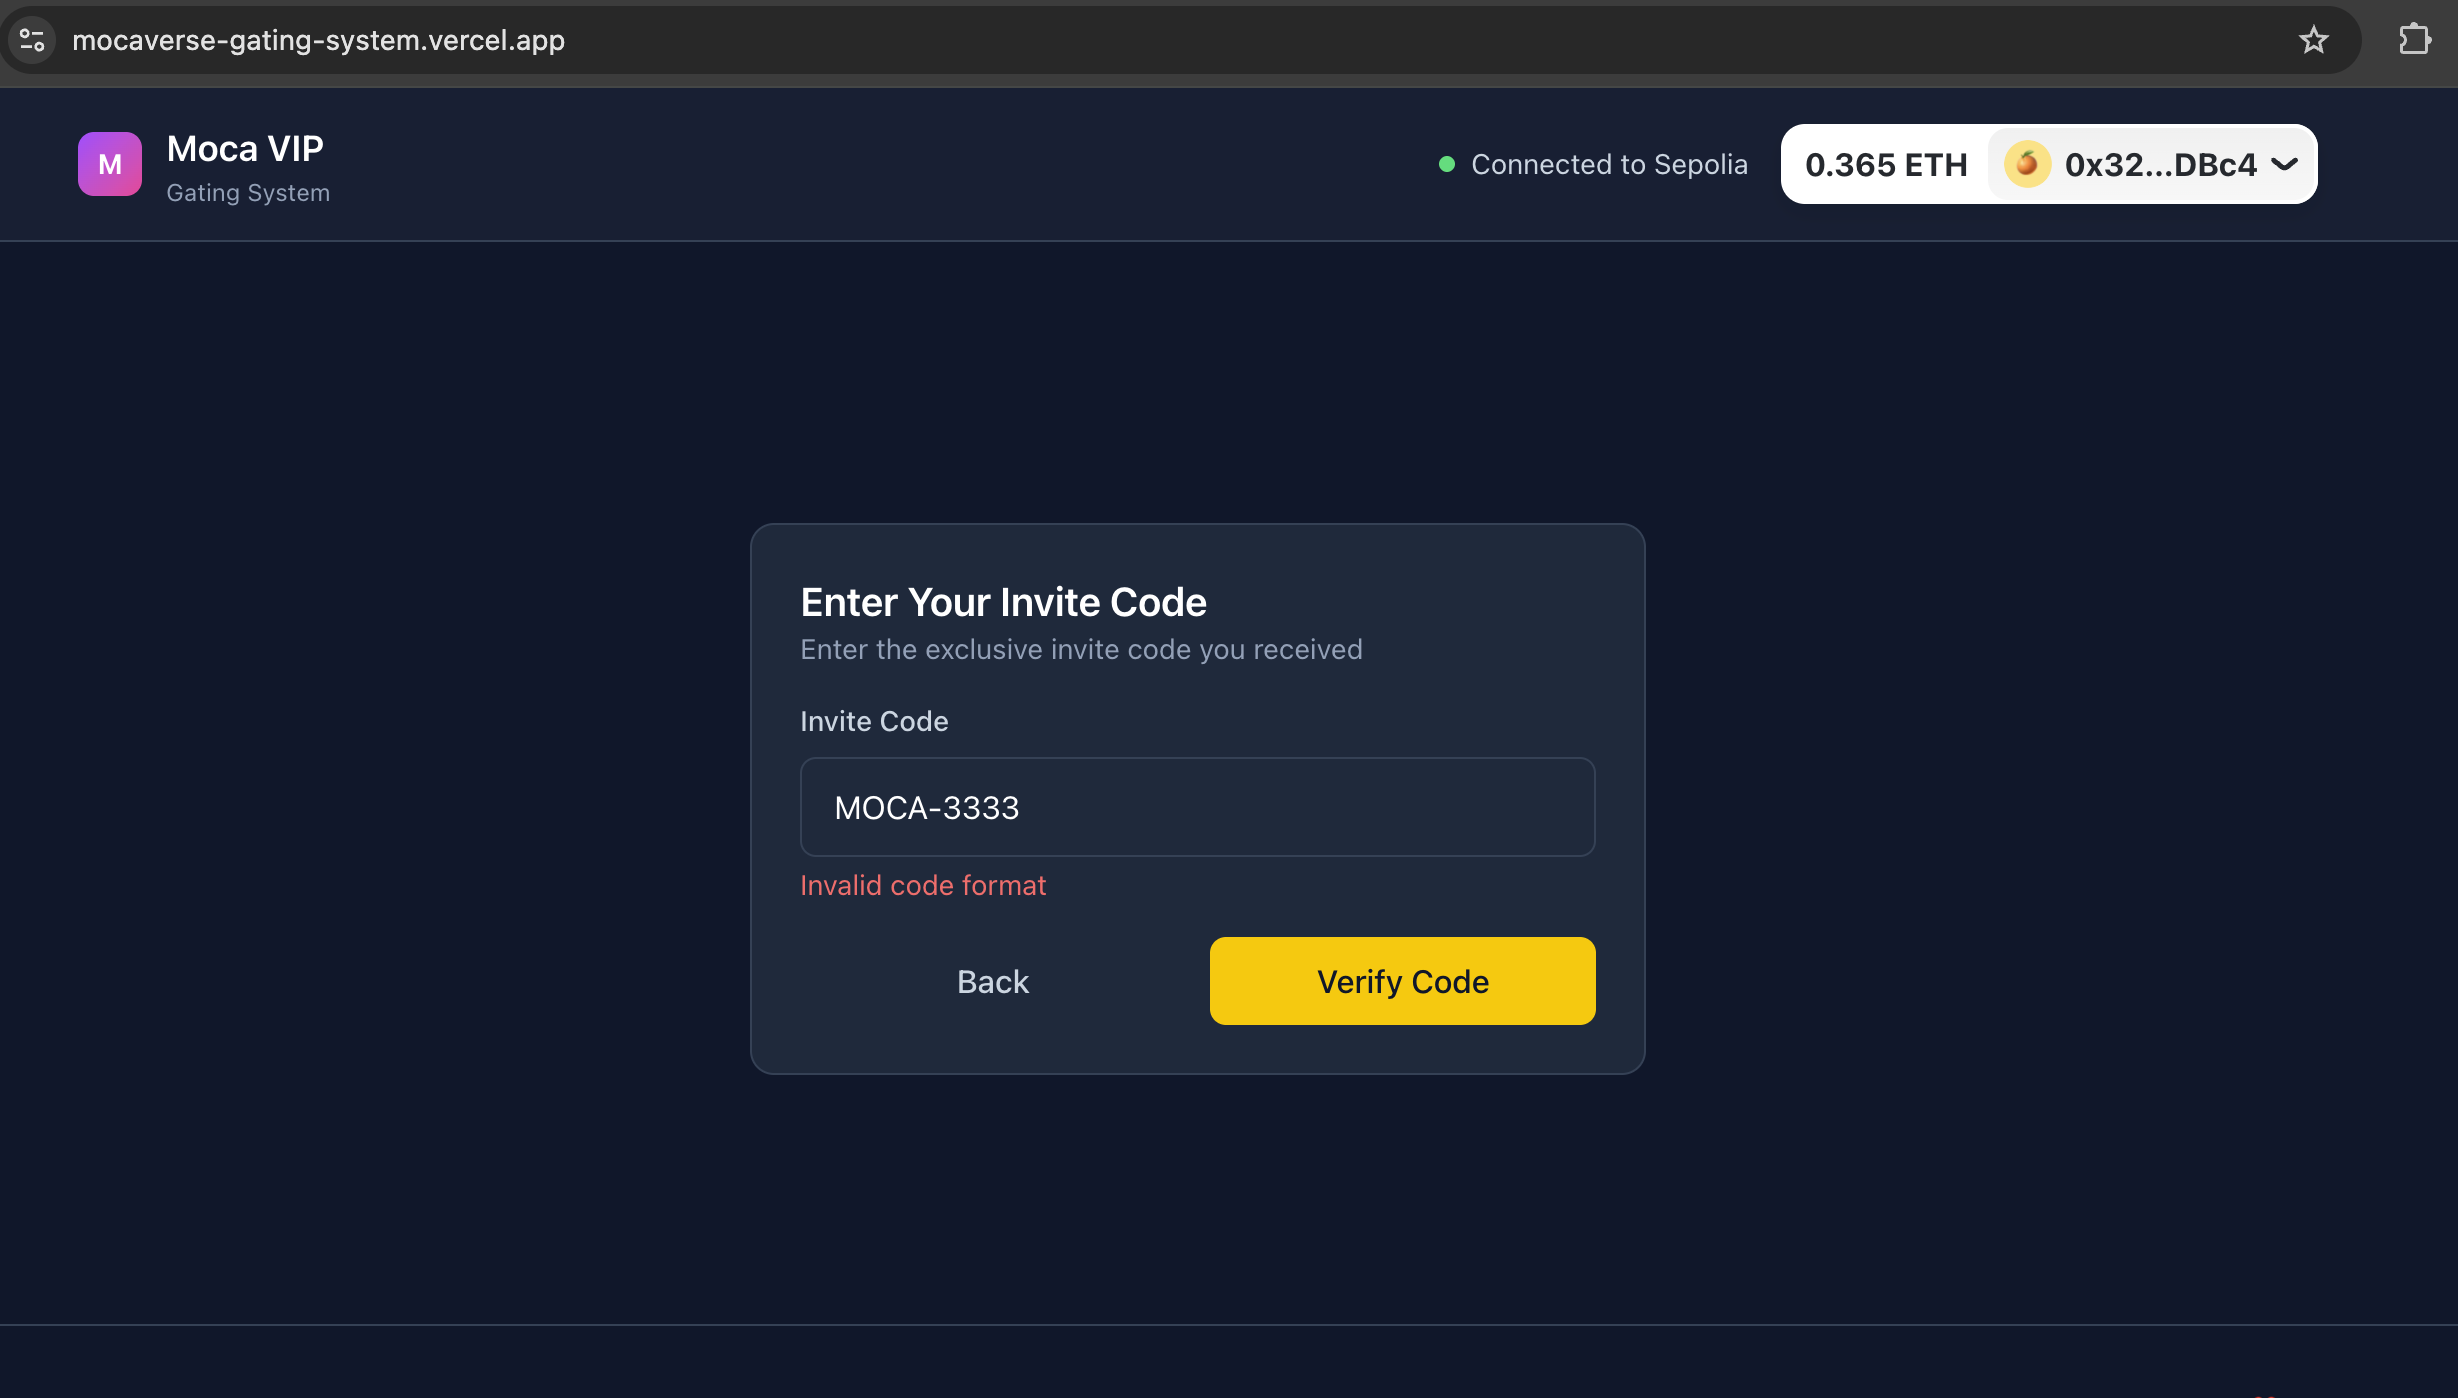 mocaverse-gating-system.vercel.app
M
Moca VIP
Gating System
Connected to Sepolia
0.365 ETH
0x32...DBc4
Enter Your Invite Code
Enter the exclusive invite code you received
Invite Code
MOCA-3333
Invalid code format
Back
Verify Code